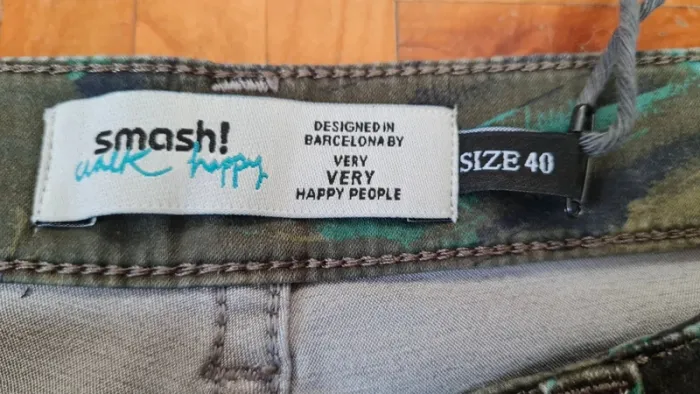 smash!
walk happy
DESIGNED IN
BARCELONA BY
VERY
VERY
HAPPY PEOPLE
SIZE 40